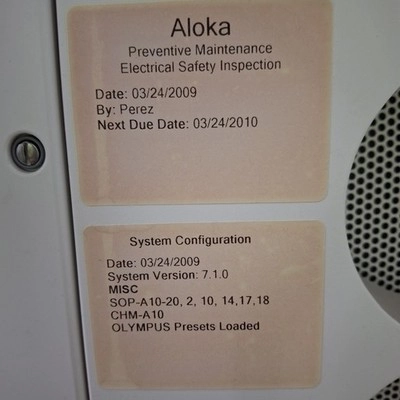 Aloka
Preventive Maintenance
Electrical Safety Inspection
Date: 03/24/2009
By: Perez
Next Due Date: 03/24/2010
System Configuration
Date: 03/24/2009
System Version: 7.1.0
MISC
SOP-A10-20, 2, 10, 14,17,18
CHM-A10
OLYMPUS Presets Loaded